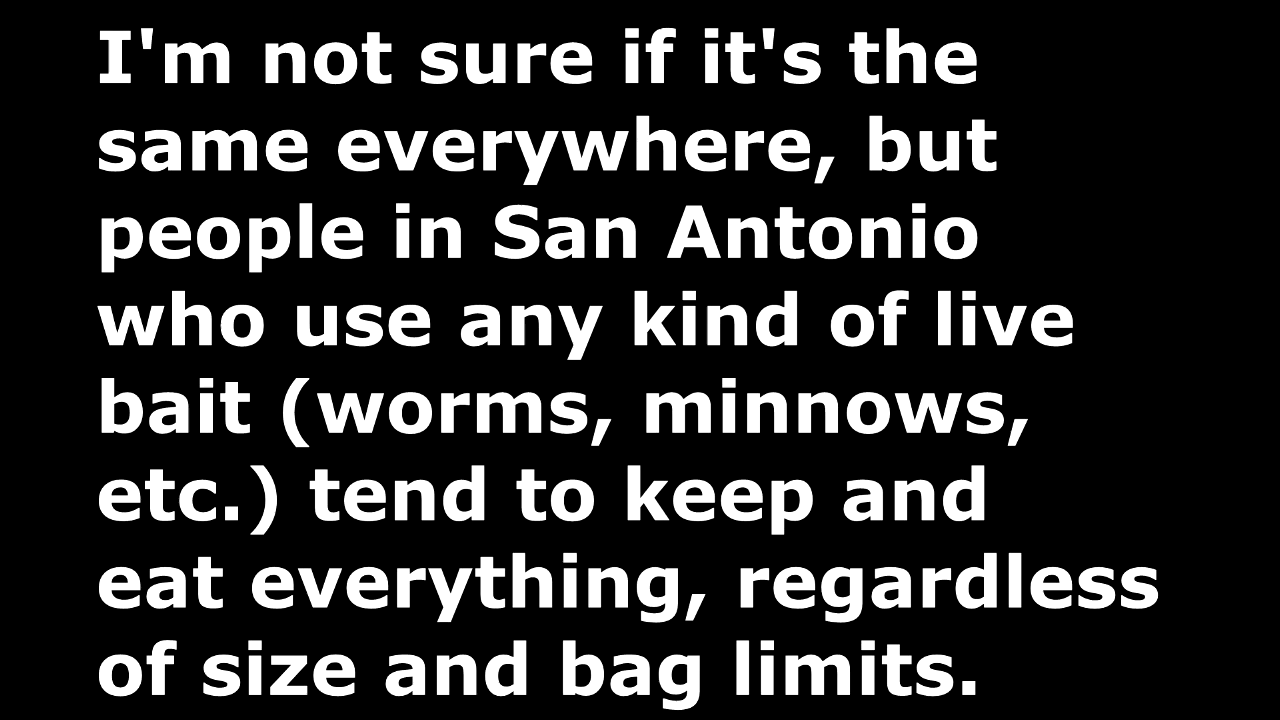 I'm not sure if it's the
same everywhere, but
people in San Antonio
who use any kind of live
bait (worms, minnows,
etc.) tend to keep and
eat everything, regardless
of size and bag limits.